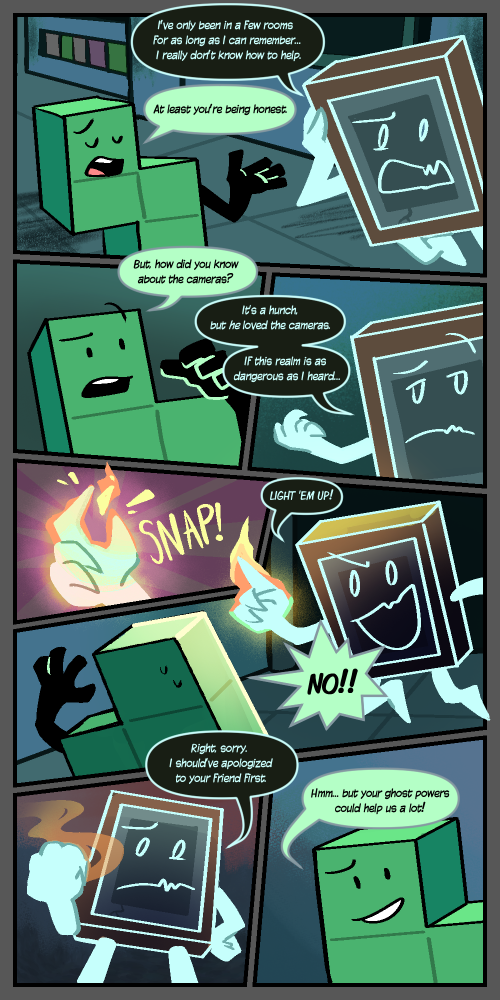 I've only been in a few rooms
For as long as I can remember...
I really don't know how to help.
At least you're being honest.
But, how did you know
about the cameras?
It's a hunch,
but he loved the cameras.
If this realm is as
dangerous as I heard...
SNAP!
LIGHT 'EM UP!
NO!!
Right, sorry.
I should've apologized
to your friend first.
Hmm... but your ghost powers
could help us a lot!